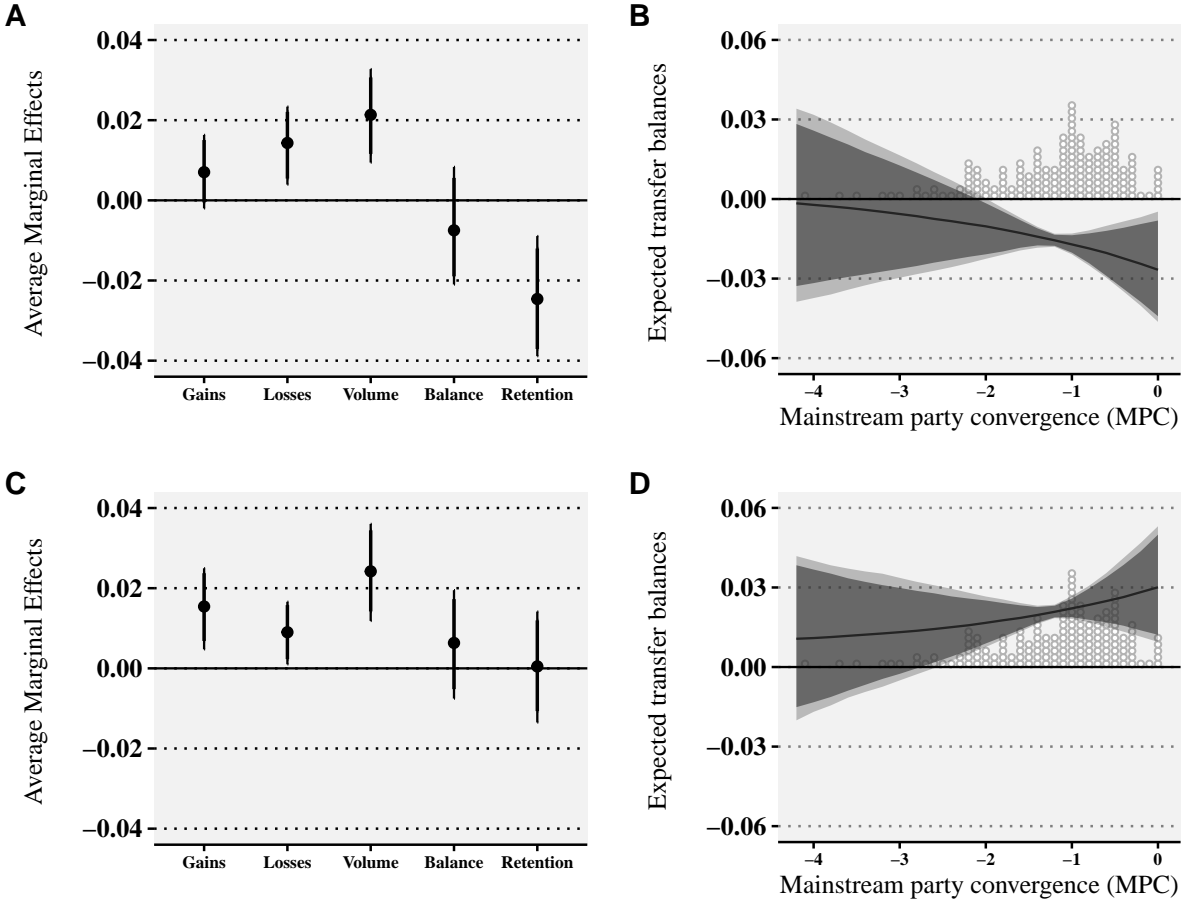 A
Average Marginal Effects
0.04
0.02
0.00
−0.02
−0.04
Gains Losses Volume Balance Retention
B
Expected transfer balances
0.06
0.03
0.00
−0.03
−0.06
−4 −3 −2 −1 0
Mainstream party convergence (MPC)
C
Average Marginal Effects
0.04
0.02
0.00
−0.02
−0.04
Gains Losses Volume Balance Retention
D
Expected transfer balances
0.06
0.03
0.00
−0.03
−0.06
−4 −3 −2 −1 0
Mainstream party convergence (MPC)